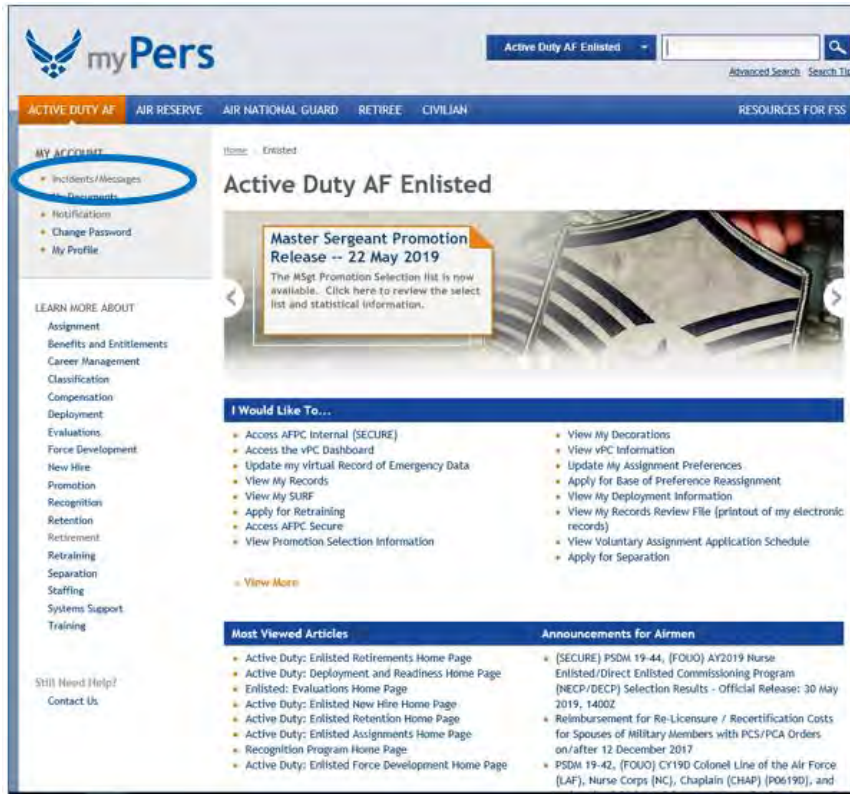 myPers
Active Duty AF Enlisted
Advanced Search Search Tip
ACTIVE DUTY AF AIR RESERVE AIR NATIONAL GUARD RETIREE CIVILIAN RESOURCES FOR FSS
MY ACCOUNT
Incidents/Messages
My Documents
Notifications
Change Password
My Profile
LEARN MORE ABOUT
Assignment
Benefits and Entitlements
Career Management
Classification
Compensation
Deployment
Evaluations
Force Development
New Hire
Promotion
Recognition
Retention
Retirement
Retraining
Separation
Staffing
Systems Support
Training
Still Need Help?
Contact Us
Home Enlisted
Active Duty AF Enlisted
Master Sergeant Promotion
Release -- 22 May 2019
The MSgt Promotion Selection list is now
available. Click here to review the select
list and statistical information.
I Would Like To...
Access AFPC Internal (SECURE)
Access the vPC Dashboard
Update my virtual Record of Emergency Data
View My Records
View My SURF
Apply for Retraining
Access AFPC Secure
View Promotion Selection Information
View My Decorations
View vPC Information
Update My Assignment Preferences
Apply for Base of Preference Reassignment
View My Deployment Information
View My Records Review File (printout of my electronic
records)
View Voluntary Assignment Application Schedule
Apply for Separation
» View More
Most Viewed Articles
Active Duty: Enlisted Retirements Home Page
Active Duty: Deployment and Readiness Home Page
Enlisted: Evaluations Home Page
Active Duty: Enlisted New Hire Home Page
Active Duty: Enlisted Retention Home Page
Active Duty: Enlisted Assignments Home Page
Recognition Program Home Page
Active Duty: Enlisted Force Development Home Page
Announcements for Airmen
(SECURE) PSDM 19-44, (FOUO) AY2019 Nurse
Enlisted/Direct Enlisted Commissioning Program
(NECP/DECP) Selection Results - Official Release: 30 May
2019, 1400Z
Reimbursement for Re-Licensure / Recertification Costs
for Spouses of Military Members with PCS/PCA Orders
on/after 12 December 2017
PSDM 19-42, (FOUO) CY19D Colonel Line of the Air Force
(LAF), Nurse Corps (NC), Chaplain (CHAP) (P0619D), and